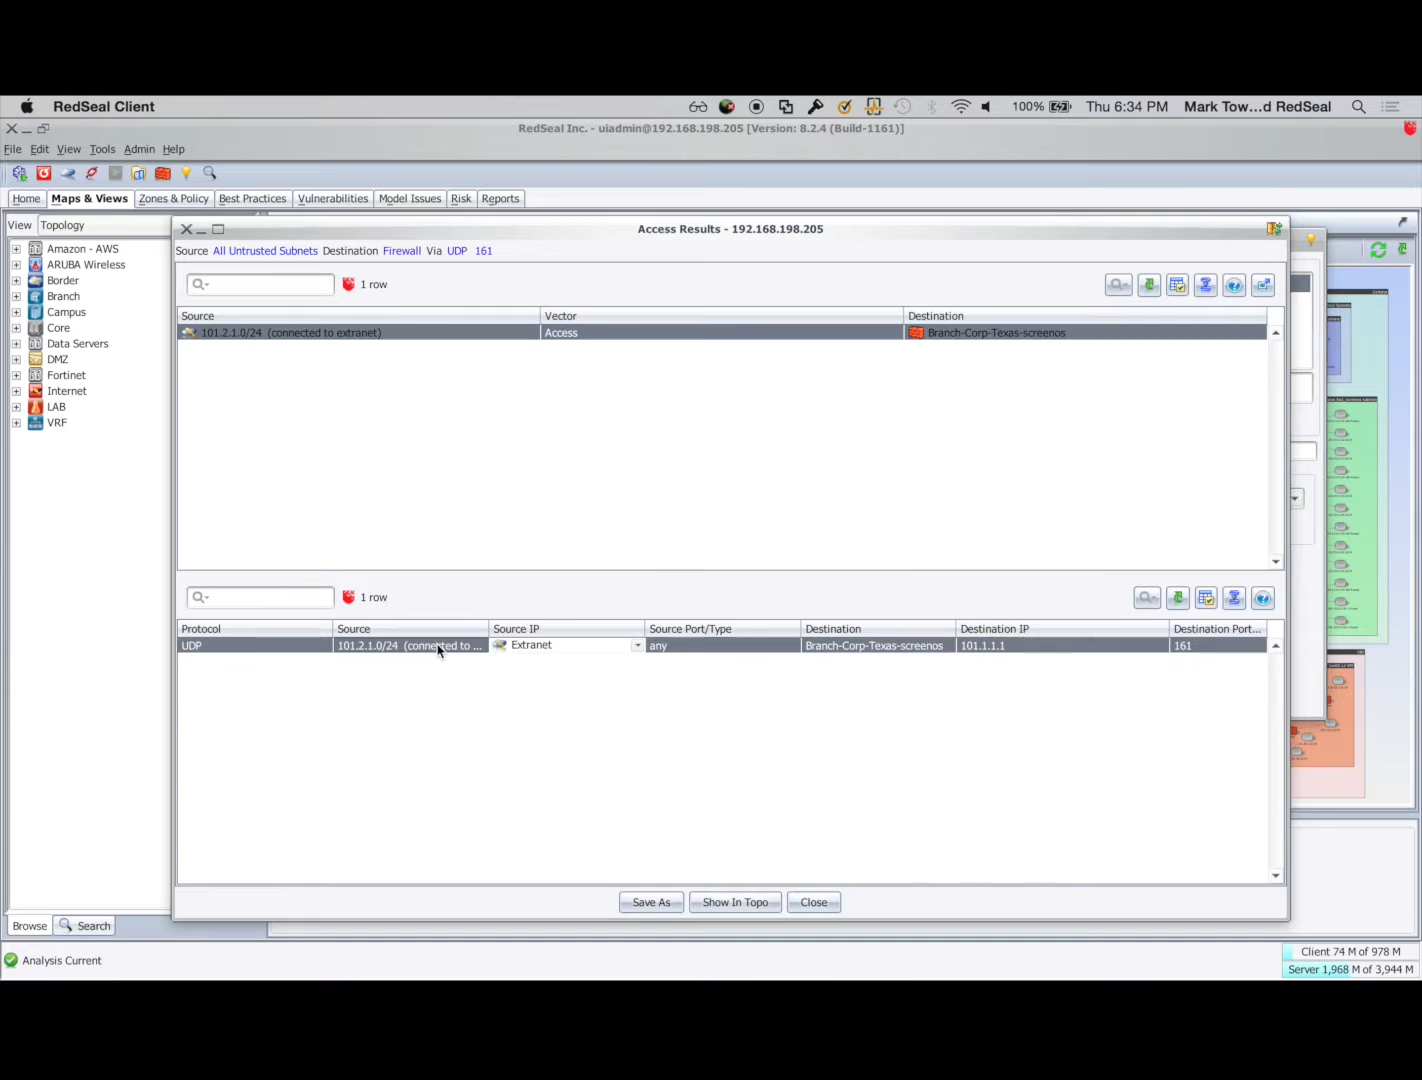 RedSeal Client
100%
Thu 6:34 PM
Mark Tow...d RedSeal
RedSeal Inc. - uiadmin@192.168.198.205 [Version: 8.2.4 (Build-1161)]
File Edit View Tools Admin Help
Home Maps & Views Zones & Policy Best Practices Vulnerabilities Model Issues Risk Reports
View Topology
Amazon - AWS
ARUBA Wireless
Border
Branch
Campus
Core
Data Servers
DMZ
Fortinet
Internet
LAB
VRF
Access Results - 192.168.198.205
Source All Untrusted Subnets Destination Firewall Via UDP 161
1 row
Source Vector Destination
101.2.1.0/24 (connected to extranet) Access Branch-Corp-Texas-screenos
1 row
Protocol Source Source IP Source Port/Type Destination Destination IP Destination Port...
UDP 101.2.1.0/24 (connected to ... Extranet any Branch-Corp-Texas-screenos 101.1.1.1 161
Save As Show In Topo Close
Browse Search
Analysis Current
Client 74 M of 978 M
Server 1,968 M of 3,944 M